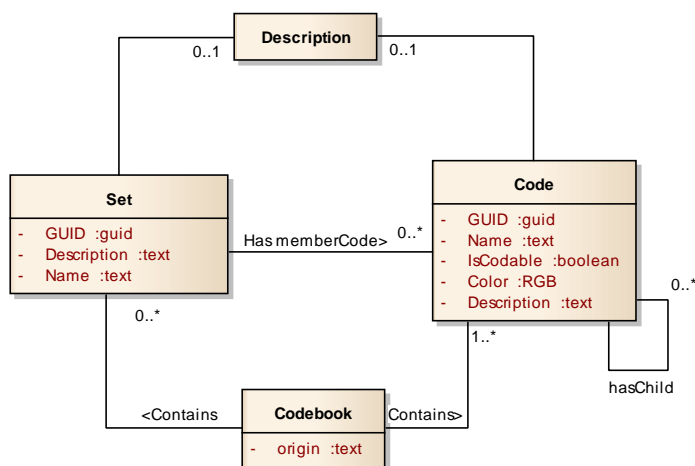 Description
0..1
0..1
Set
- GUID :guid
- Description :text
- Name :text
Has memberCode>
0..*
Code
- GUID :guid
- Name :text
- IsCodable :boolean
- Color :RGB
- Description :text
0..*
hasChild
0..*
1..*
<Contains
Contains>
Codebook
- origin :text